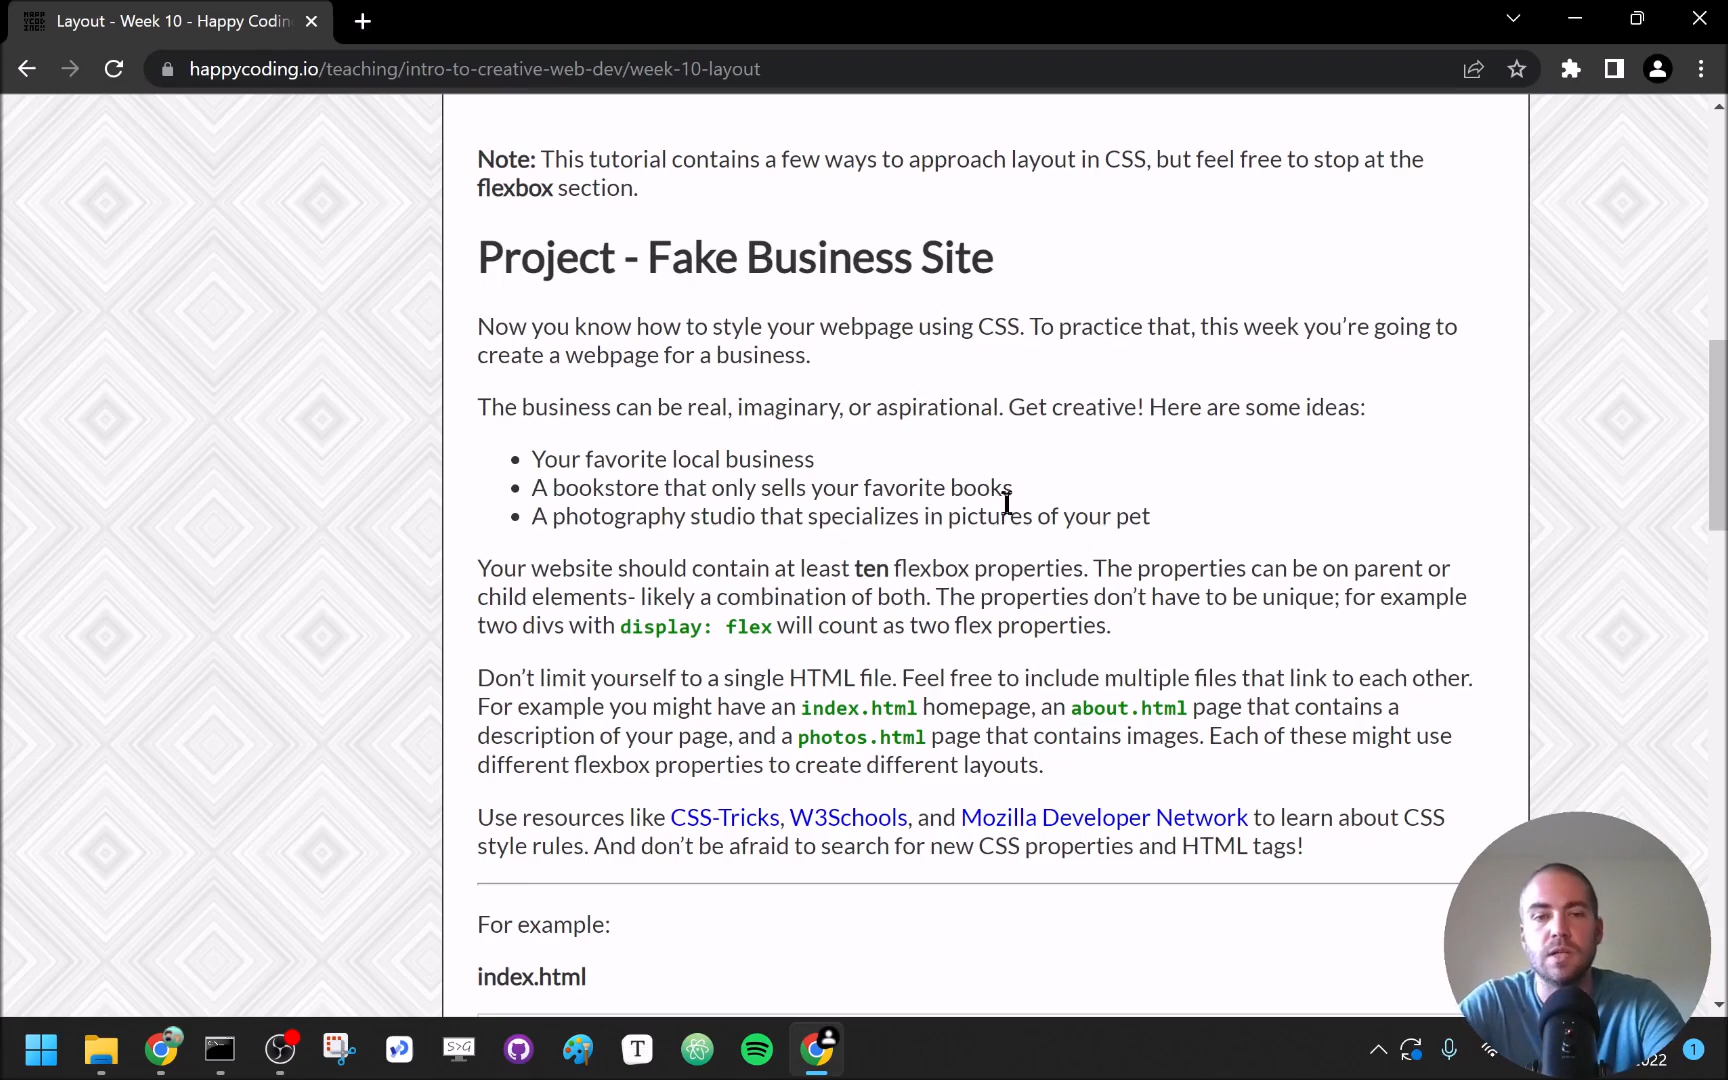 Layout - Week 10 - Happy Codin
happycoding.io/teaching/intro-to-creative-web-dev/week-10-layout
Note: This tutorial contains a few ways to approach layout in CSS, but feel free to stop at the
flexbox section.
Project - Fake Business Site
Now you know how to style your webpage using CSS. To practice that, this week you’re going to
create a webpage for a business.
The business can be real, imaginary, or aspirational. Get creative! Here are some ideas:
• Your favorite local business
• A bookstore that only sells your favorite books
• A photography studio that specializes in pictures of your pet
Your website should contain at least ten flexbox properties. The properties can be on parent or
child elements- likely a combination of both. The properties don’t have to be unique; for example
two divs with display: flex will count as two flex properties.
Don’t limit yourself to a single HTML file. Feel free to include multiple files that link to each other.
For example you might have an index.html homepage, an about.html page that contains a
description of your page, and a photos.html page that contains images. Each of these might use
different flexbox properties to create different layouts.
Use resources like CSS-Tricks, W3Schools, and Mozilla Developer Network to learn about CSS
style rules. And don’t be afraid to search for new CSS properties and HTML tags!
For example:
index.html
S>G
T
2022
1